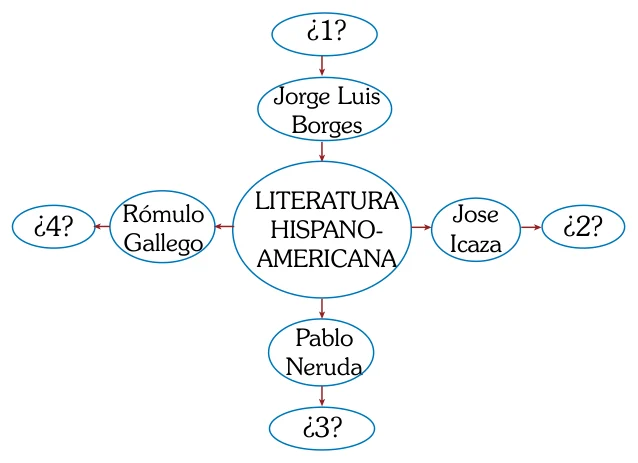 ¿1?
Jorge Luis
Borges
LITERATURA
HISPANO-
AMERICANA
¿4?
Rómulo
Gallego
Jose
Icaza
¿2?
Pablo
Neruda
¿3?